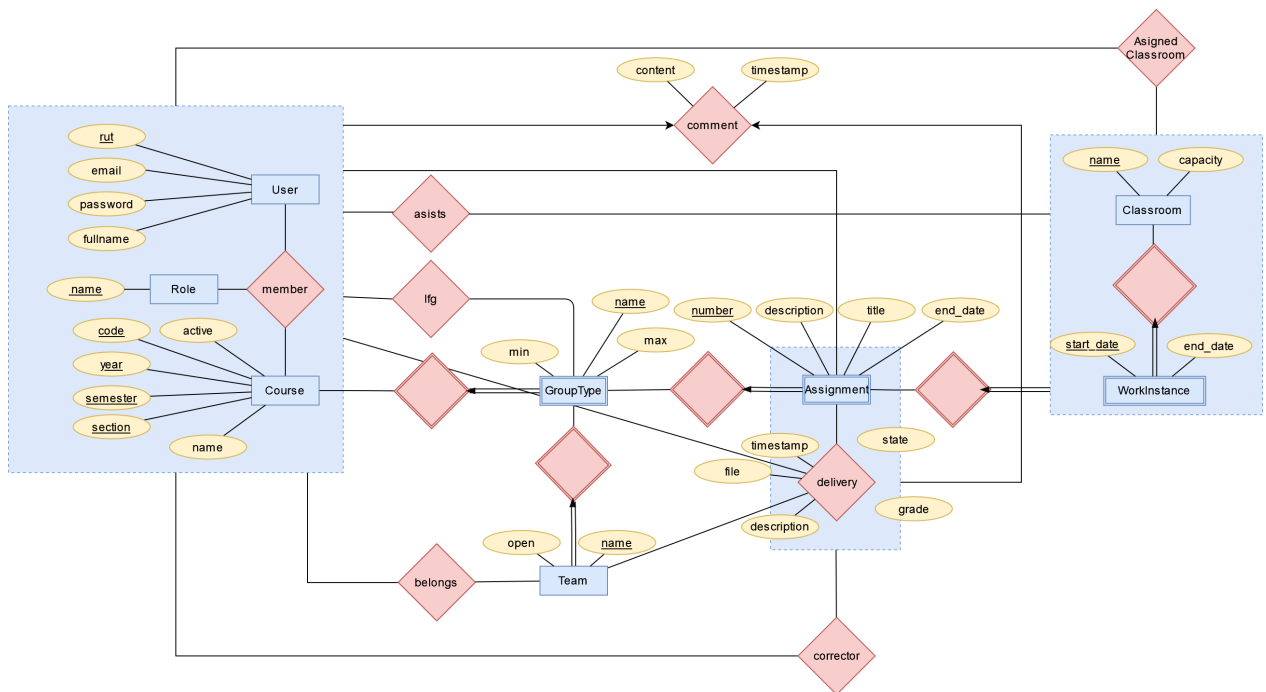 Asigned
Classroom
content
timestamp
comment
rut
email
password
fullname
User
name
Role
member
code
active
year
semester
section
name
Course
asists
lfg
name
min
max
GroupType
number
description
title
end_date
Assignment
name
capacity
Classroom
start_date
end_date
WorkInstance
timestamp
state
file
delivery
grade
description
open
name
Team
belongs
corrector